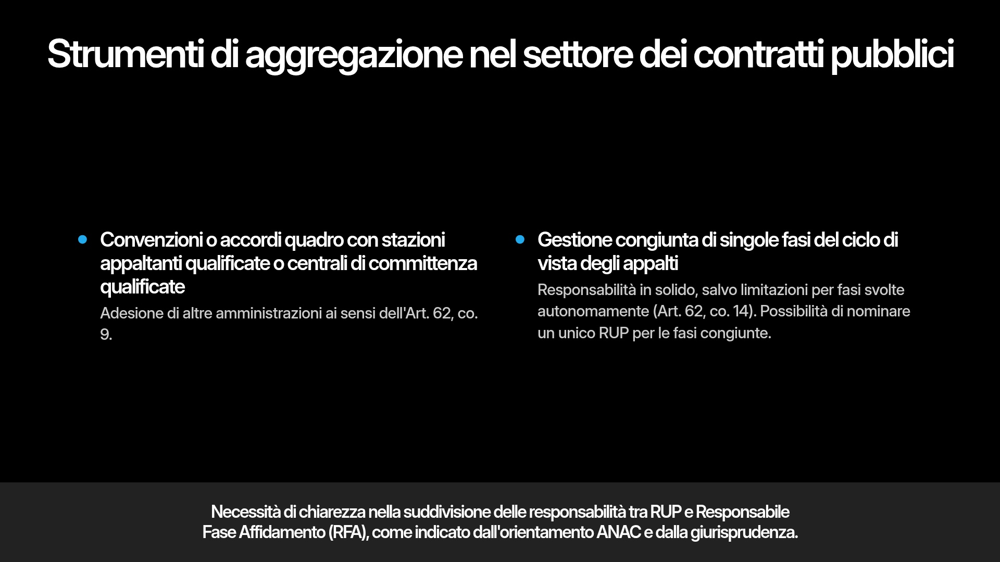 Strumenti di aggregazione nel settore dei contratti pubblici
Convenzioni o accordi quadro con stazioni
appaltanti qualificate o centrali di committenza
qualificate
Adesione di altre amministrazioni ai sensi dell'Art. 62, co.
9.
Gestione congiunta di singole fasi del ciclo di
vista degli appalti
Responsabilità in solido, salvo limitazioni per fasi svolte
autonomamente (Art. 62, co. 14). Possibilità di nominare
un unico RUP per le fasi congiunte.
Necessità di chiarezza nella suddivisione delle responsabilità tra RUP e Responsabile
Fase Affidamento (RFA), come indicato dall'orientamento ANAC e dalla giurisprudenza.